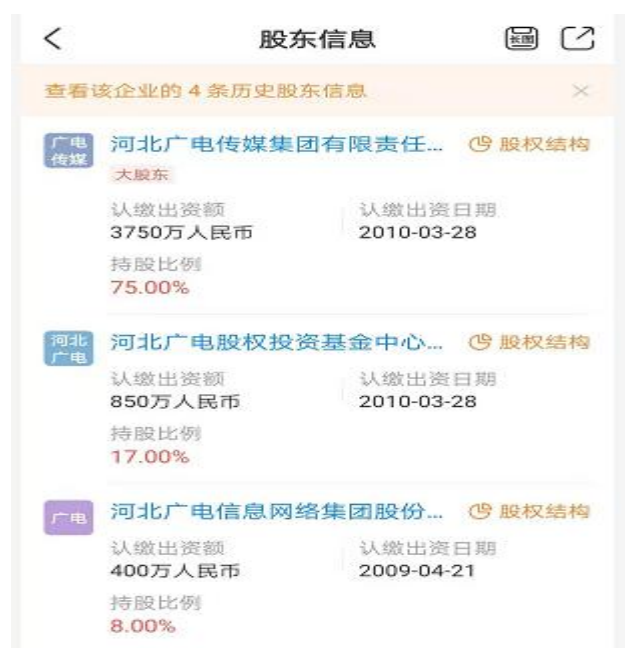 股东信息
长图
查看该企业的 4 条历史股东信息
广电
传媒
河北广电传媒集团有限责任...
股权结构
大股东
认缴出资额
认缴出资日期
3750万人民币
2010-03-28
持股比例
75.00%
河北
广电
河北广电股权投资基金中心...
股权结构
认缴出资额
认缴出资日期
850万人民币
2010-03-28
持股比例
17.00%
广电
河北广电信息网络集团股份...
股权结构
认缴出资额
认缴出资日期
400万人民币
2009-04-21
持股比例
8.00%